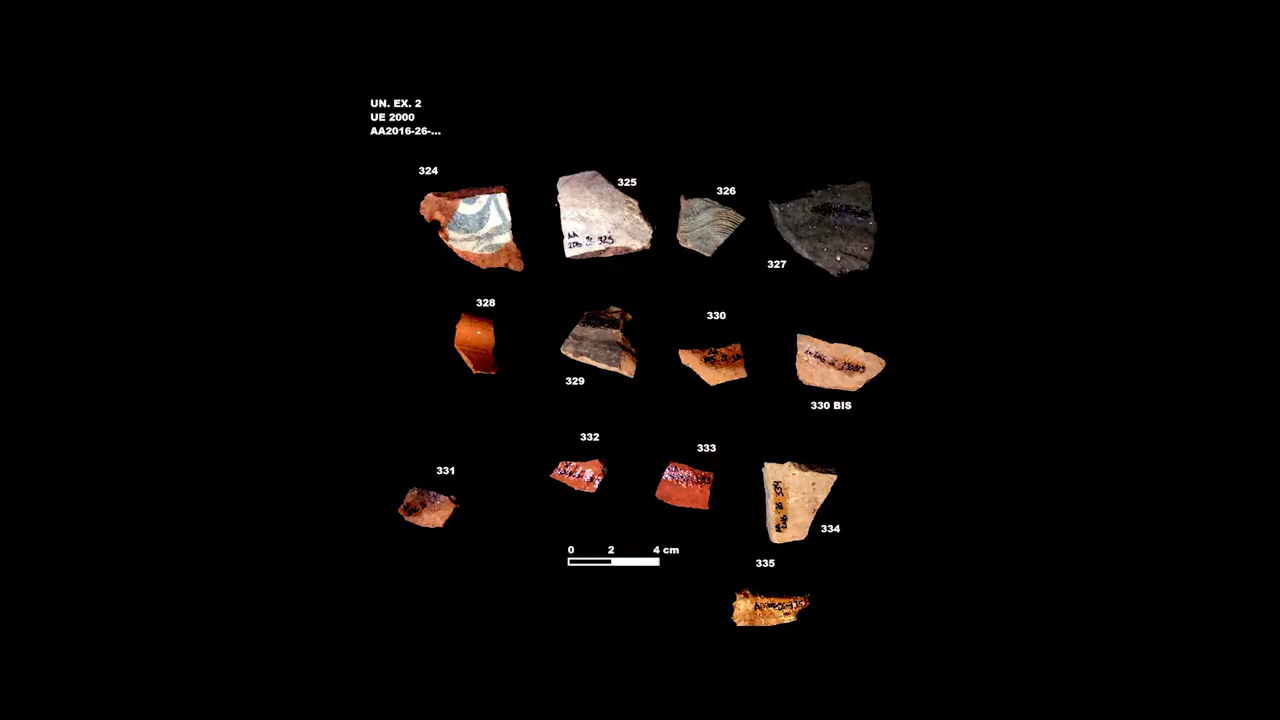 UN. EX. 2
UE 2000
AA2016-26-...
324
325
326
327
328
329
330
330 BIS
331
332
333
334
335
0 2 4 cm